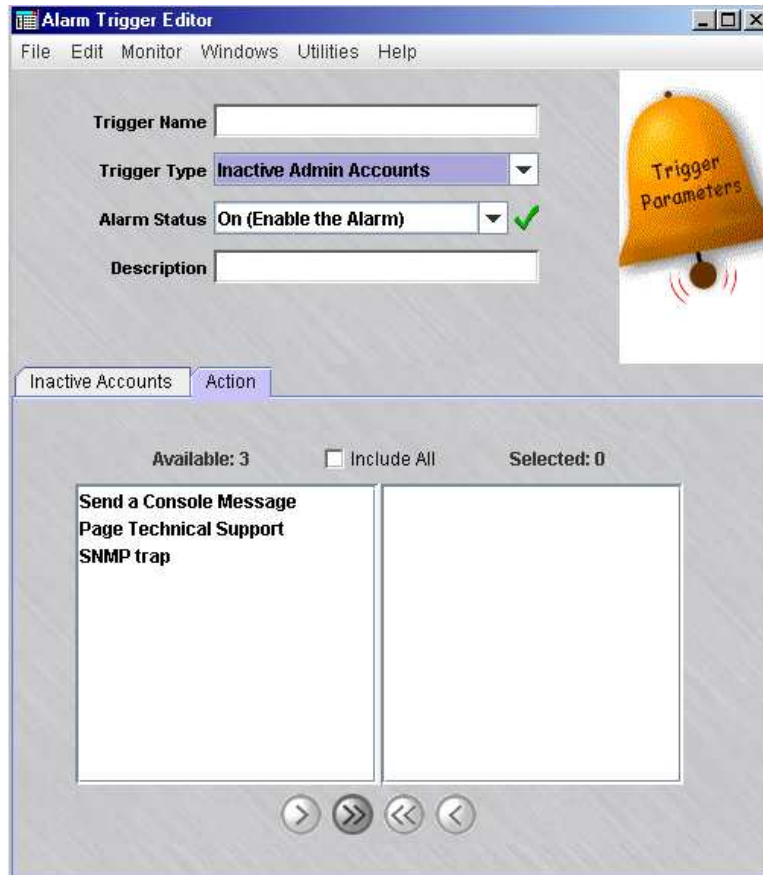 Alarm Trigger Editor
File Edit Monitor Windows Utilities Help
Trigger Name
Trigger Type Inactive Admin Accounts
Alarm Status On (Enable the Alarm)
Description
Trigger
Parameters
Inactive Accounts Action
Available: 3 Include All Selected: 0
Send a Console Message
Page Technical Support
SNMP trap